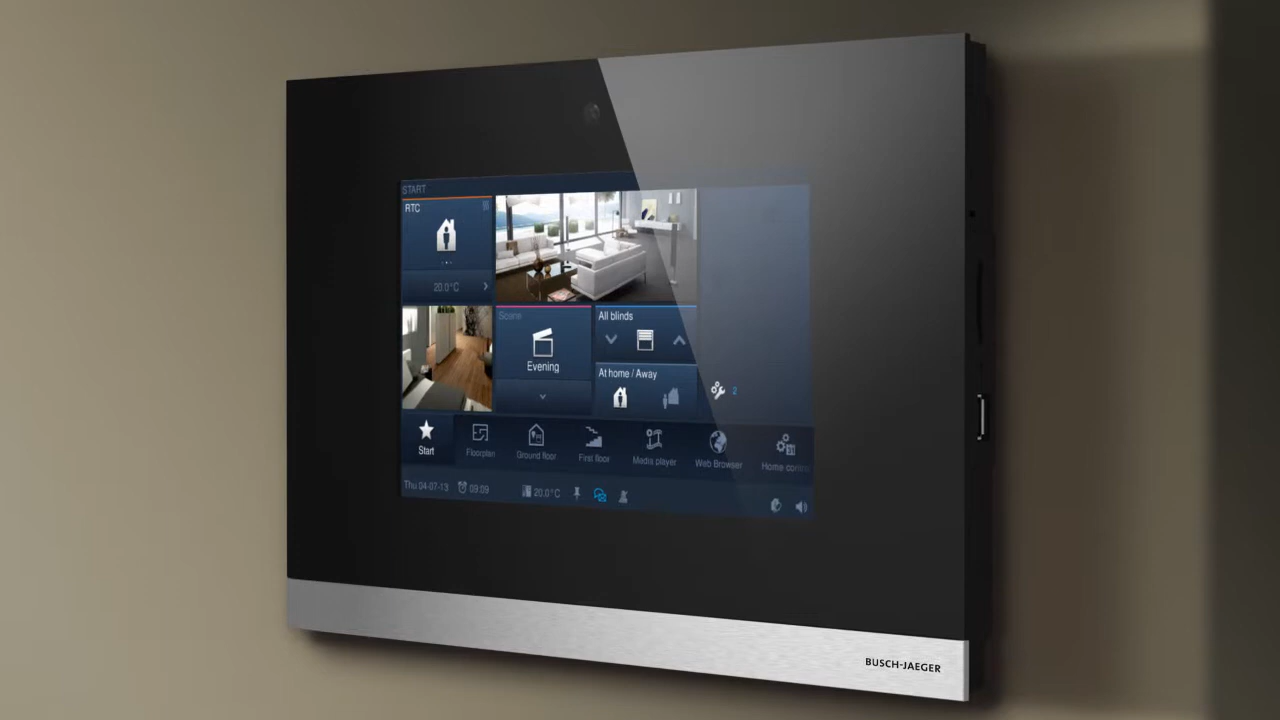 START
RTC
20.0°C
Scene
Evening
All blinds
At home / Away
2
Start
Floorplan
Ground floor
First floor
Media player
Web Browser
Home
Thu 04-07-13
09:09
20.0°C
BUSCH-JAEGER